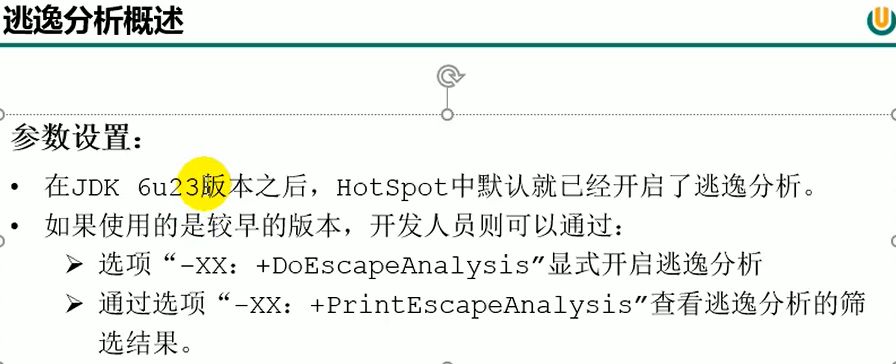 逃逸分析概述
参数设置：
• 在JDK 6u23版本之后，HotSpot中默认就已经开启了逃逸分析。
• 如果使用的是较早的版本，开发人员则可以通过：
➢ 选项“-XX：+DoEscapeAnalysis”显式开启逃逸分析
➢ 通过选项“-XX：+PrintEscapeAnalysis”查看逃逸分析的筛
选结果。